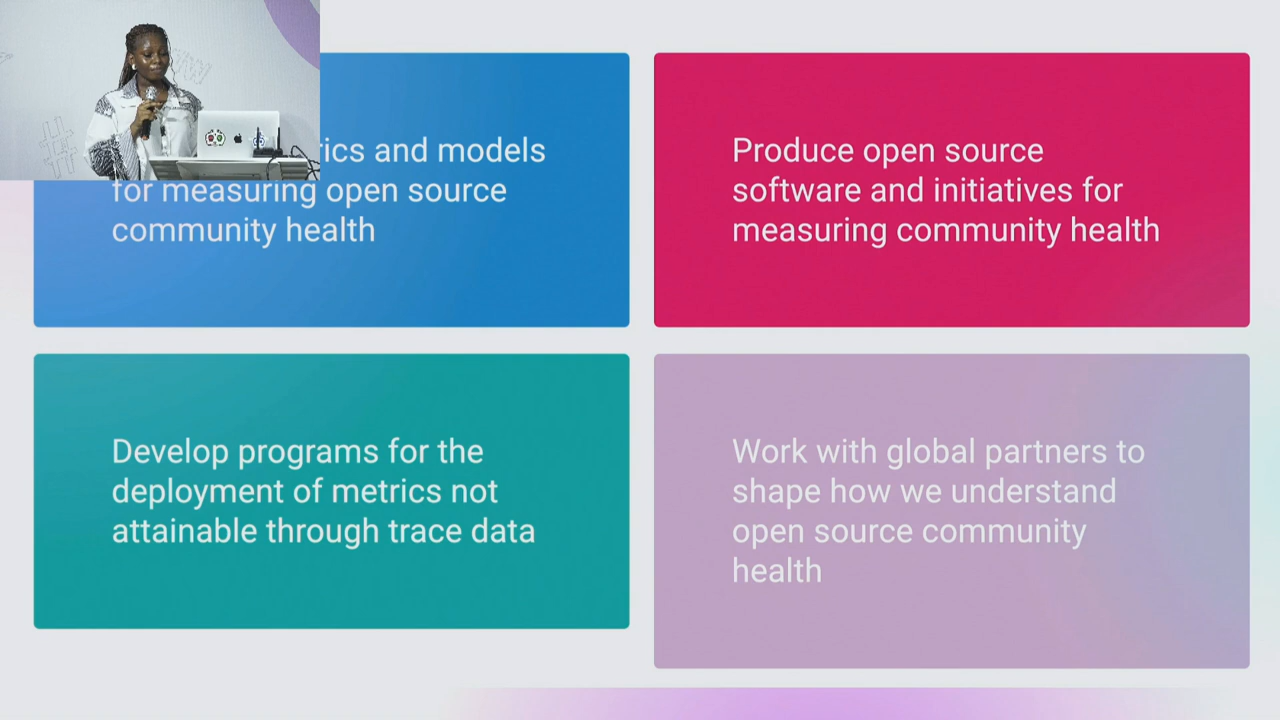 and models
for measuring open source
community health
Produce open source
software and initiatives for
measuring community health
Develop programs for the
deployment of metrics not
attainable through trace data
Work with global partners to
shape how we understand
open source community
health